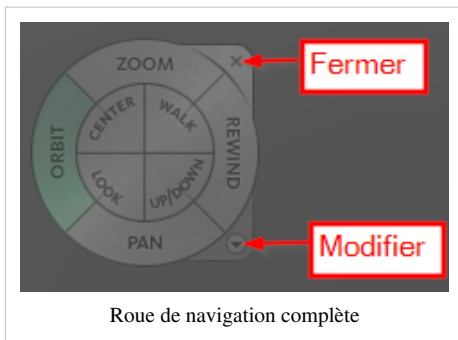 ZOOM
Fermer
CENTER
WALK
ORBIT
REWIND
LOOK
UP/DOWN
PAN
Modifier
Roue de navigation complète